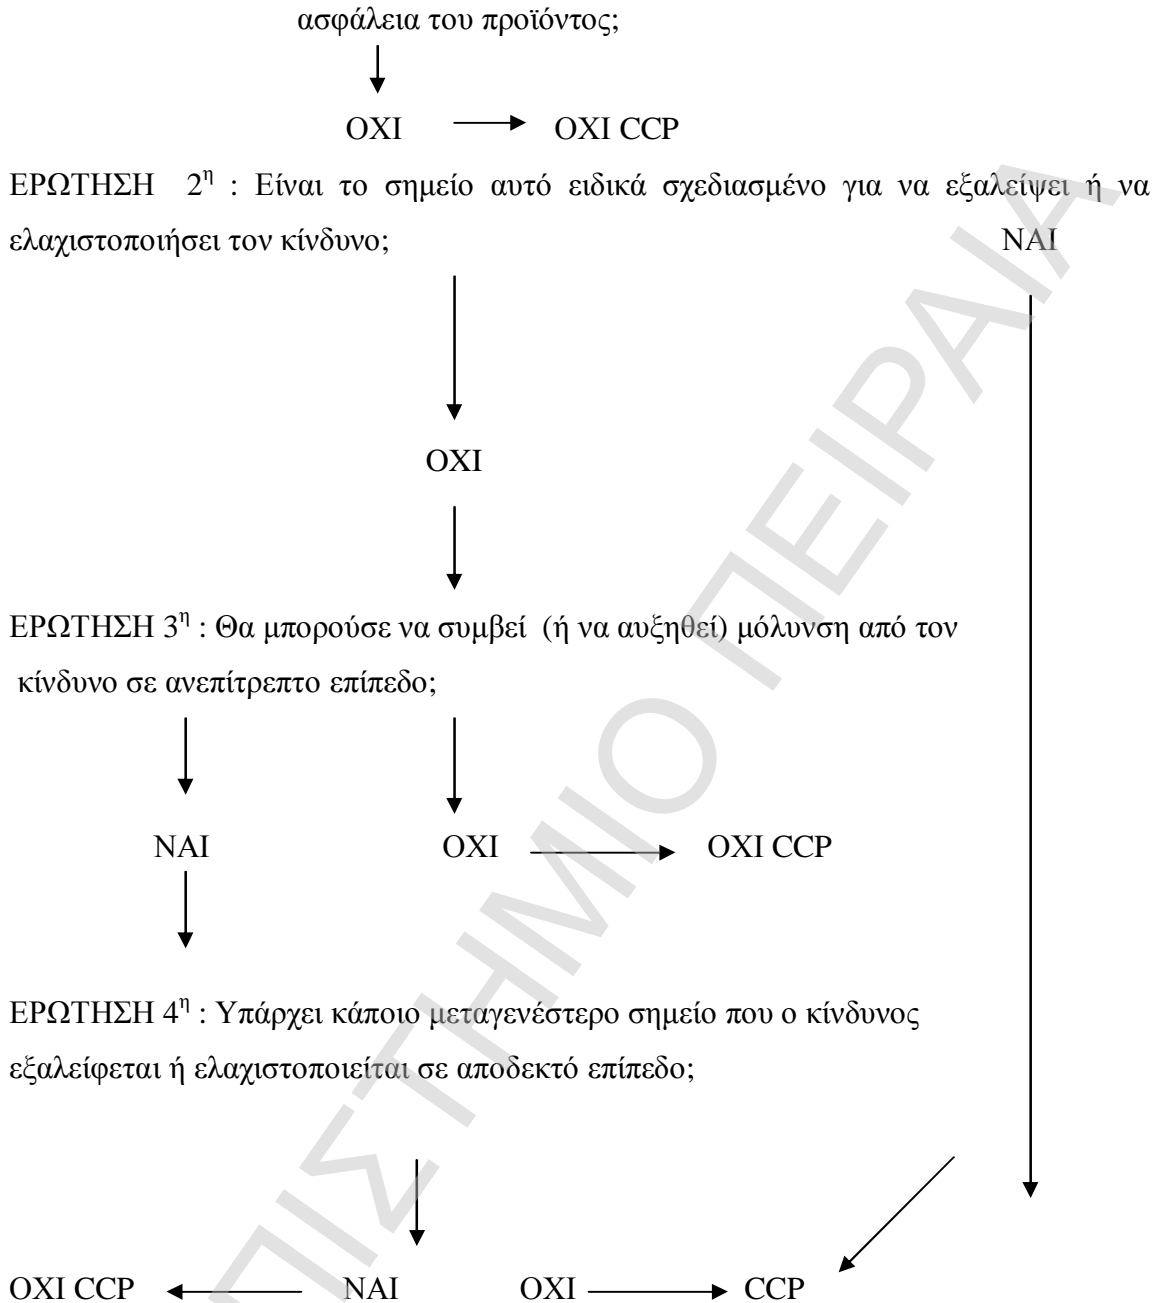 ασφάλεια του προϊόντος;
ΟΧΙ ΟΧΙ CCP
ΕΡΩΤΗΣΗ 2η : Είναι το σημείο αυτό ειδικά σχεδιασμένο για να εξαλείψει ή να
ελαχιστοποιήσει τον κίνδυνο; ΝΑΙ
ΟΧΙ
ΕΡΩΤΗΣΗ 3η : Θα μπορούσε να συμβεί (ή να αυξηθεί) μόλυνση από τον
κίνδυνο σε ανεπίτρεπτο επίπεδο;
ΝΑΙ ΟΧΙ ΟΧΙ CCP
ΕΡΩΤΗΣΗ 4η : Υπάρχει κάποιο μεταγενέστερο σημείο που ο κίνδυνος
εξαλείφεται ή ελαχιστοποιείται σε αποδεκτό επίπεδο;
ΟΧΙ CCP ΝΑΙ ΟΧΙ CCP
ΠΙΣΤΗΜΙΟ ΠΕΙΡΑΙΑ